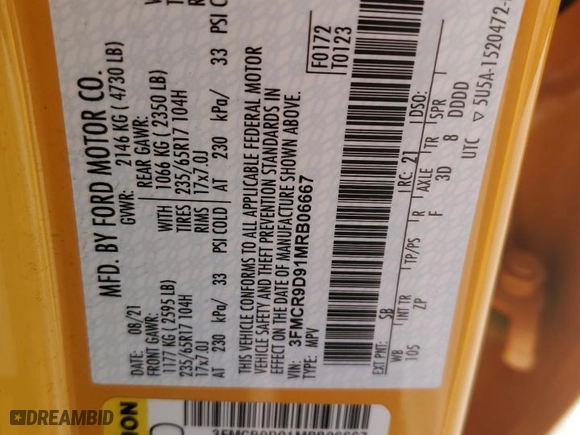 MFD. BY FORD MOTOR CO.
DATE: 08/21 GVWR: 2146 KG ( 4730 LB)
FRONT GAWR: REAR GAWR:
1177 KG ( 2595 LB) 1066 KG ( 2350 LB)
235/65R17 104H TIRES 235/65R17 104H
17x7.0J RIMS 17x7.0J
AT 230 kPa/ 33 PSI COLD AT 230 kPa/ 33 PSI C
THIS VEHICLE CONFORMS TO ALL APPLICABLE FEDERAL MOTOR
VEHICLE SAFETY AND THEFT PREVENTION STANDARDS IN
EFFECT ON THE DATE OF MANUFACTURE SHOWN ABOVE.
VIN: 3FMCR9D91MRB06667
TYPE: MPV
F0172
T0123
EXT PNT: SB RC: 21 DSO:
WB INT TR TP/PS R AXLE TR SPR
105 ZP F 3D 8 DDDD
UTC ▽ 5U5A-1520472-
3FMCR9D91MRB06667
DREAMBID